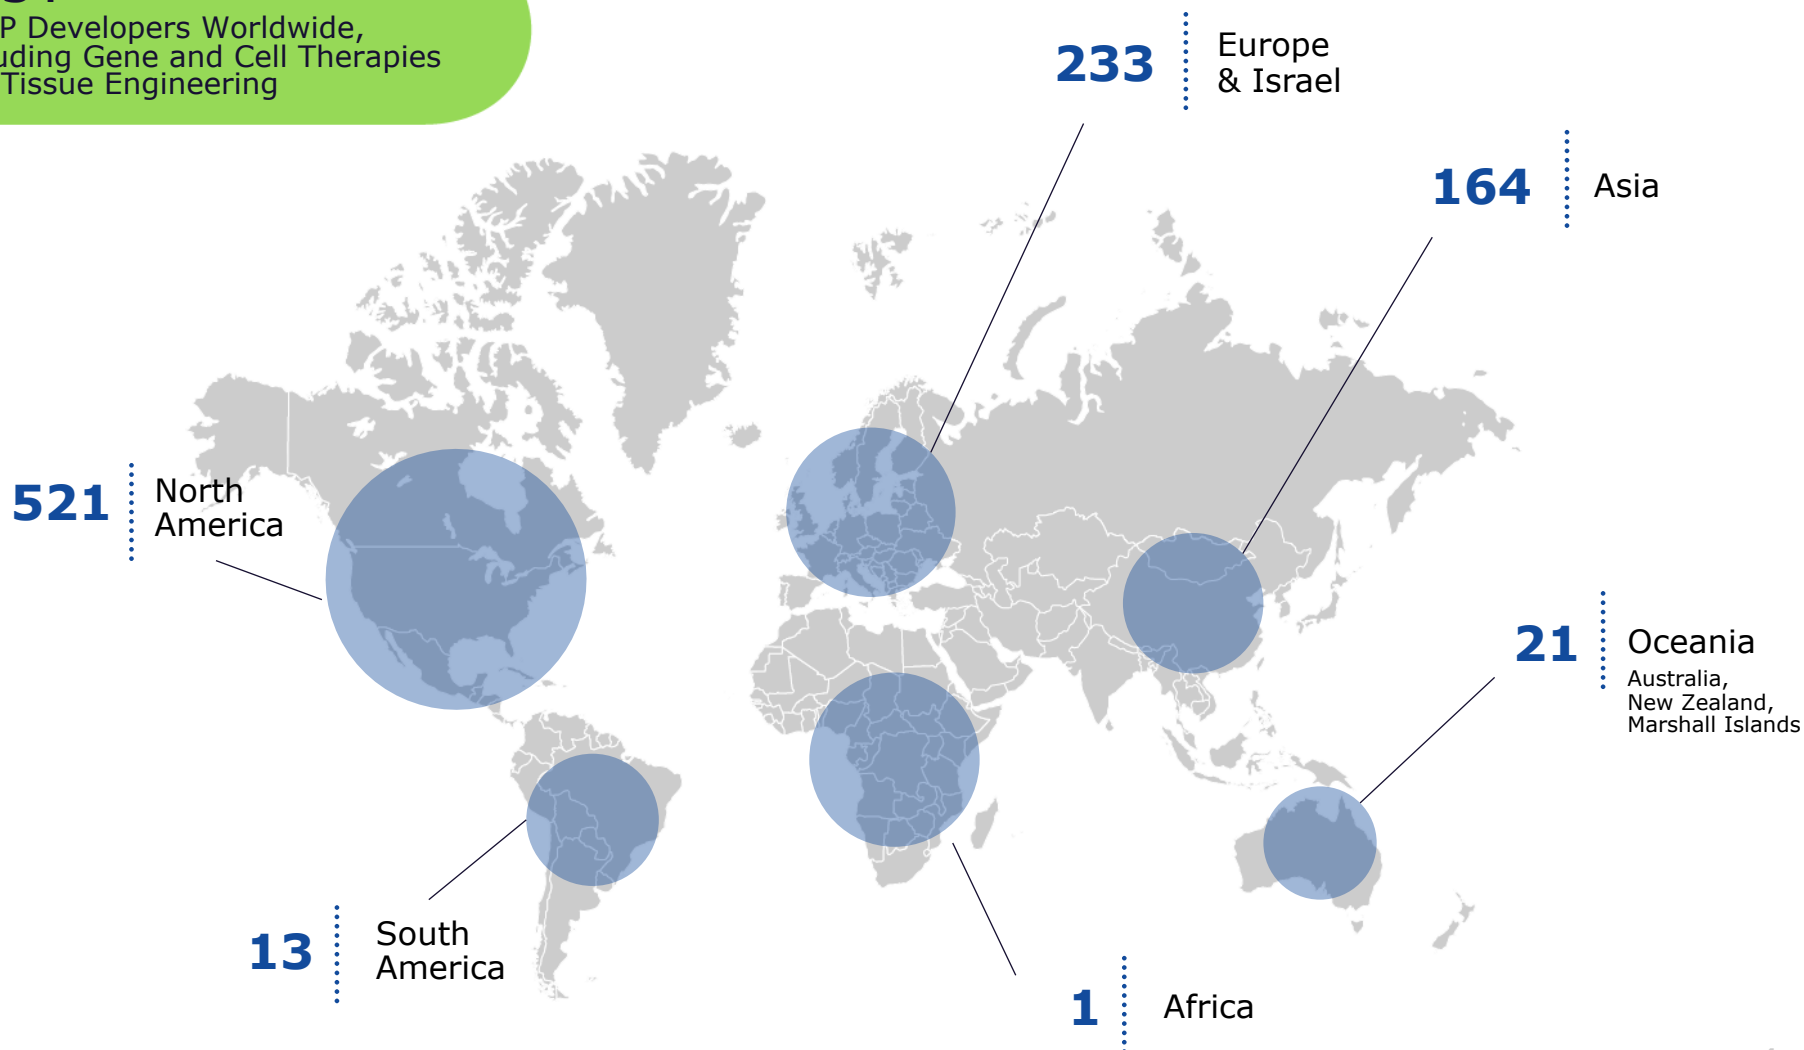 P Developers Worldwide,
uding Gene and Cell Therapies
Tissue Engineering
233
Europe
& Israel
164
Asia
521
North
America
21
Oceania
Australia,
New Zealand,
Marshall Islands
13
South
America
1
Africa